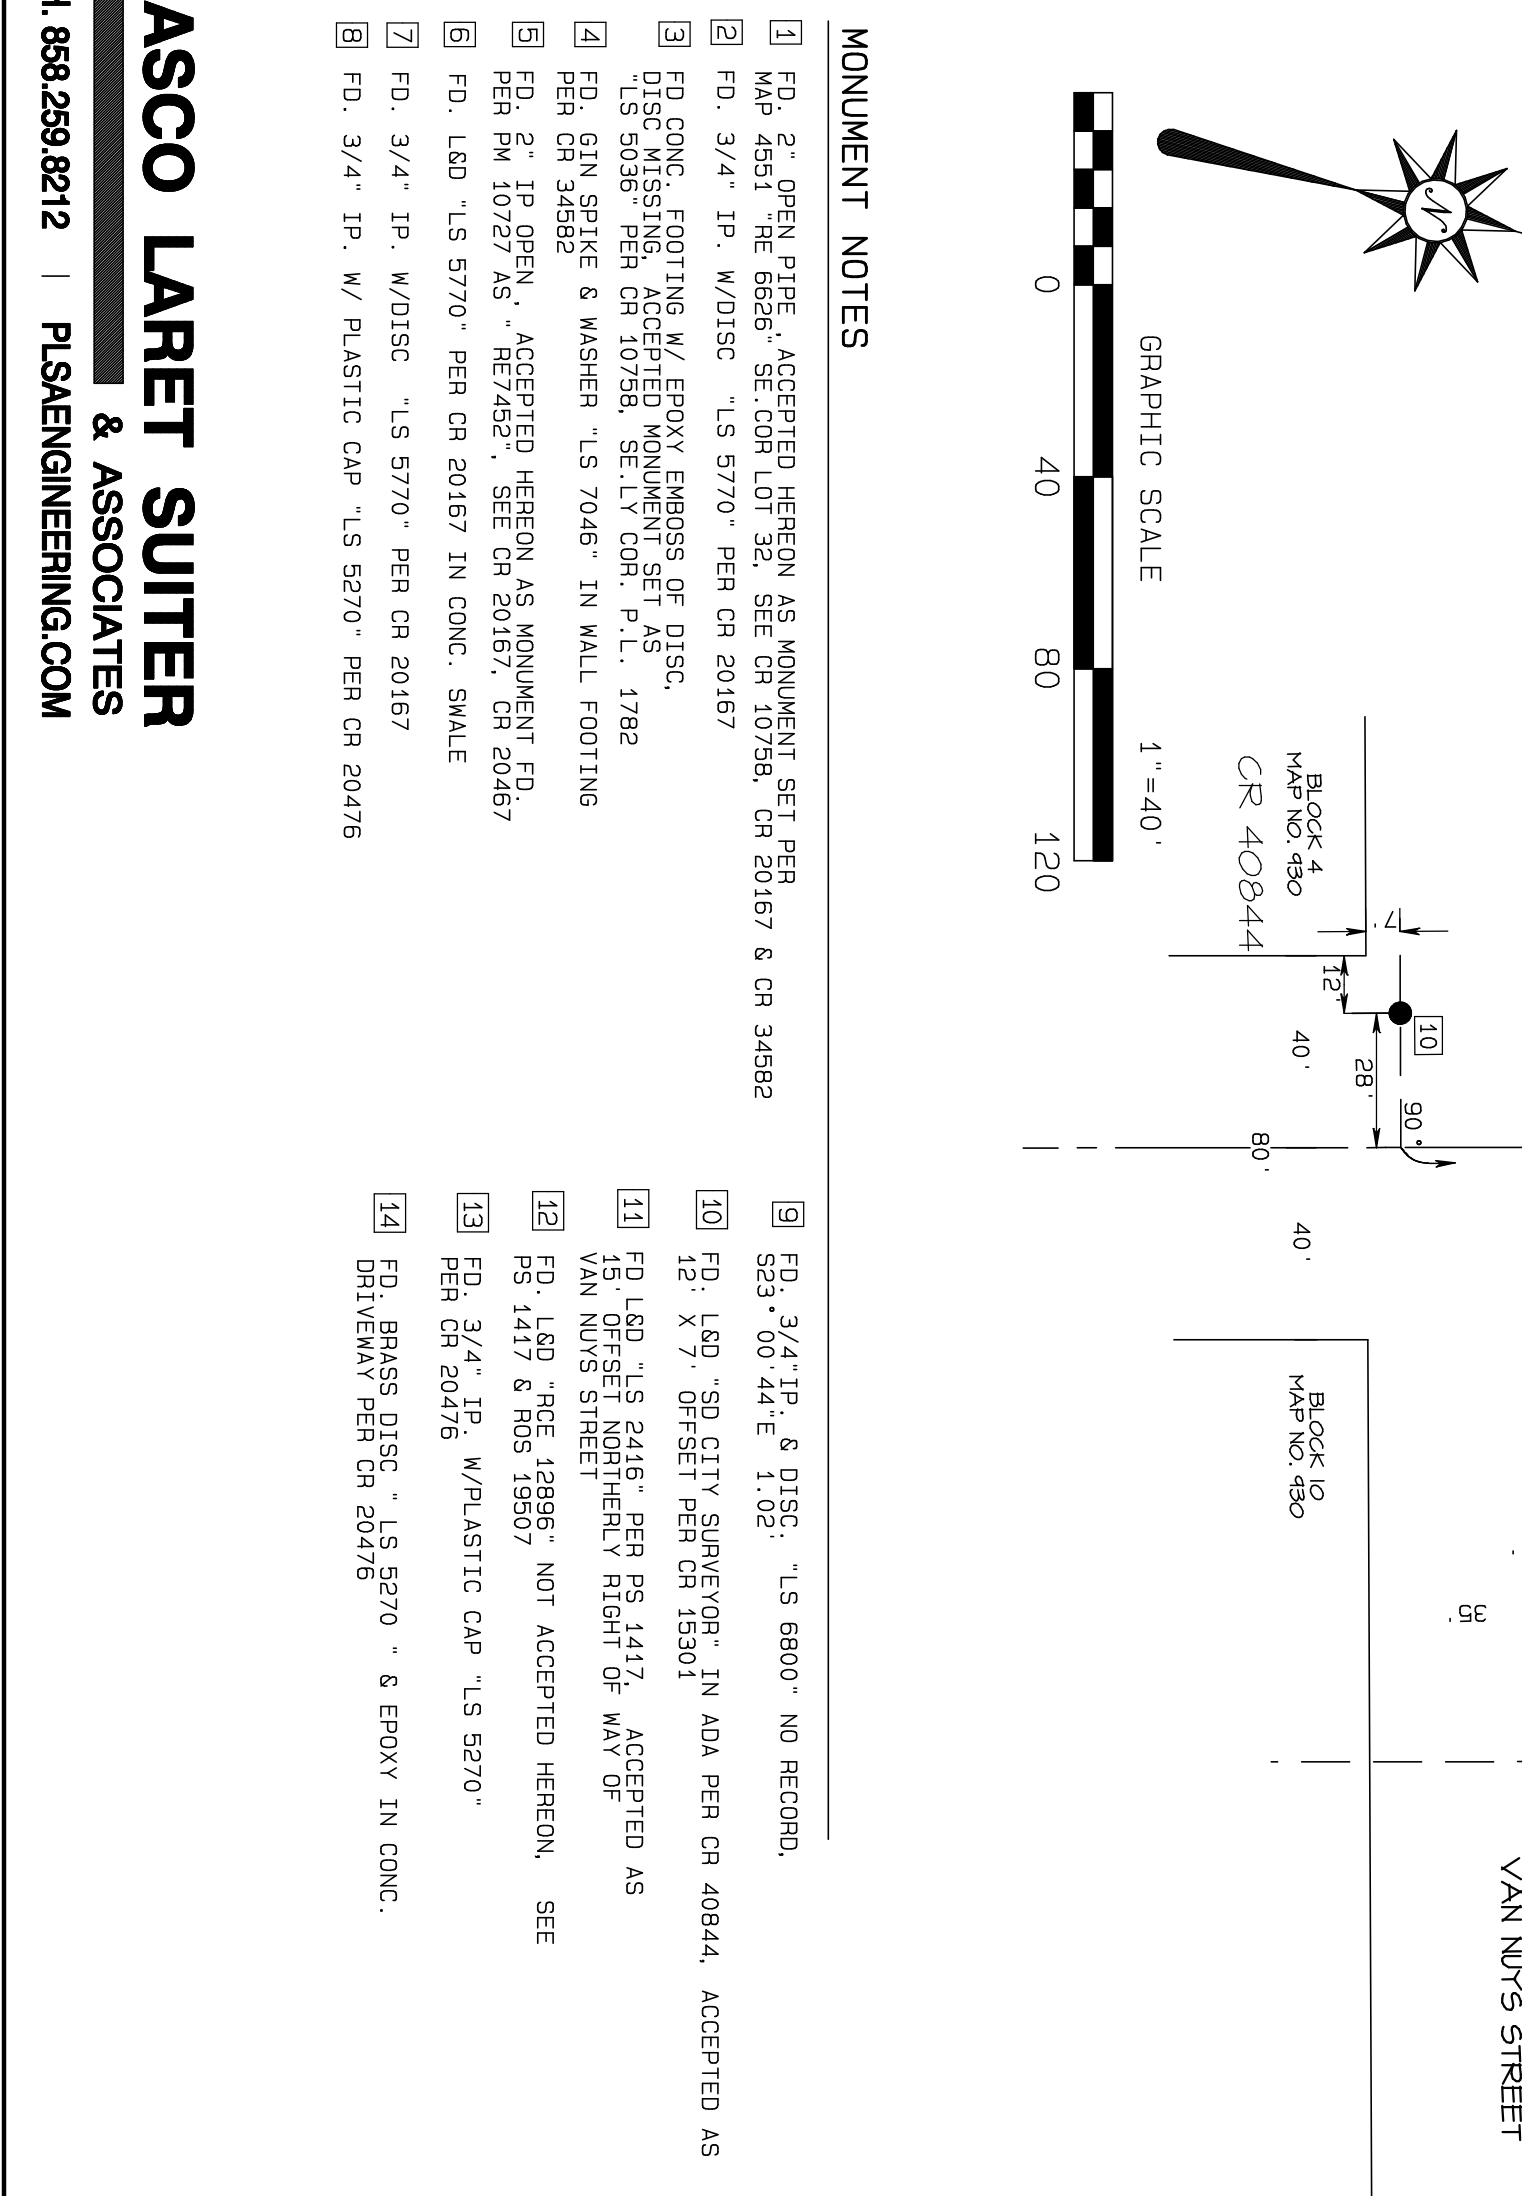 VAN NUYS STREET
35'
10
90°
7'
28'
12'
40'
80'
40'
BLOCK 4
MAP NO. 930
CR 40844
BLOCK 10
MAP NO. 930
N
GRAPHIC SCALE 1"=40'
0 40 80 120
MONUMENT NOTES
1 FD. 2" OPEN PIPE, ACCEPTED HEREON AS MONUMENT SET PER
MAP 4551 "RE 6626" SE.COR LOT 32, SEE CR 10758, CR 20167 & CR 34582
2 FD. 3/4" IP. W/DISC "LS 5770" PER CR 20167
3 FD CONC. FOOTING W/ EPOXY EMBOSS OF DISC,
DISC MISSING, ACCEPTED MONUMENT SET AS
"LS 5036" PER CR 10758, SE.LY COR. P.L. 1782
4 FD. GIN SPIKE & WASHER "LS 7046" IN WALL FOOTING
PER CR 34582
5 FD. 2" IP OPEN, ACCEPTED HEREON AS MONUMENT FD.
PER PM 10727 AS " RE7452", SEE CR 20167, CR 20467
6 FD. L&D "LS 5770" PER CR 20167 IN CONC. SWALE
7 FD. 3/4" IP. W/DISC "LS 5770" PER CR 20167
8 FD. 3/4" IP. W/ PLASTIC CAP "LS 5270" PER CR 20476
9 FD. 3/4"IP. & DISC. "LS 6800" NO RECORD,
S23°00'44"E 1.02'
10 FD. L&D "SD CITY SURVEYOR" IN ADA PER CR 40844, ACCEPTED AS
12' X 7' OFFSET PER CR 15301
11 FD L&D "LS 2416" PER PS 1417, ACCEPTED AS
15' OFFSET NORTHERLY RIGHT OF WAY OF
VAN NUYS STREET
12 FD. L&D "RCE 12896" NOT ACCEPTED HEREON, SEE
PS 1417 & ROS 19507
13 FD. 3/4" IP. W/PLASTIC CAP "LS 5270"
PER CR 20476
14 FD. BRASS DISC " LS 5270 " & EPOXY IN CONC.
DRIVEWAY PER CR 20476
ASCO LARET SUITER
& ASSOCIATES
H. 858.259.8212 | PLSAENGINEERING.COM